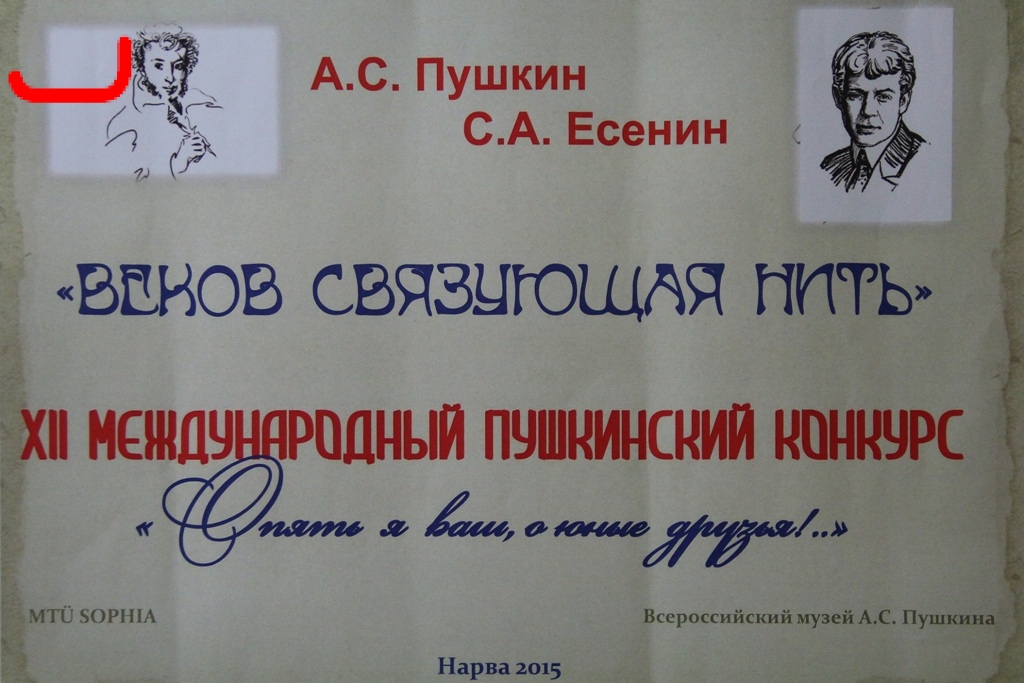 А.С. Пушкин
С.А. Есенин
«ВЕКОВ СВЯЗУЮЩАЯ НИТЬ»
XII МЕЖДУНАРОДНЫЙ ПУШКИНСКИЙ КОНКУРС
«Опять я ваш, о юные друзья!..»
MTÜ SOPHIA
Всероссийский музей А.С. Пушкина
Нарва 2015